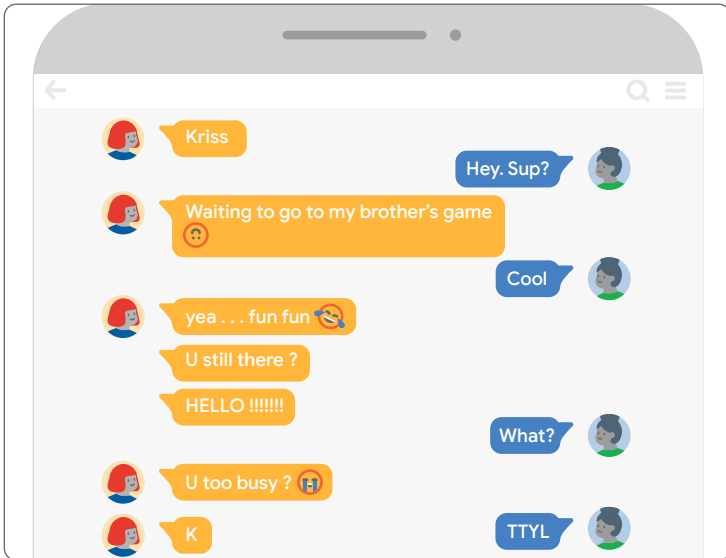 Kriss
Hey. Sup?
Waiting to go to my brother’s game
🙃
Cool
yea . . . fun fun 😂
U still there ?
HELLO !!!!!!!
What?
U too busy ? 😭
TTYL
K